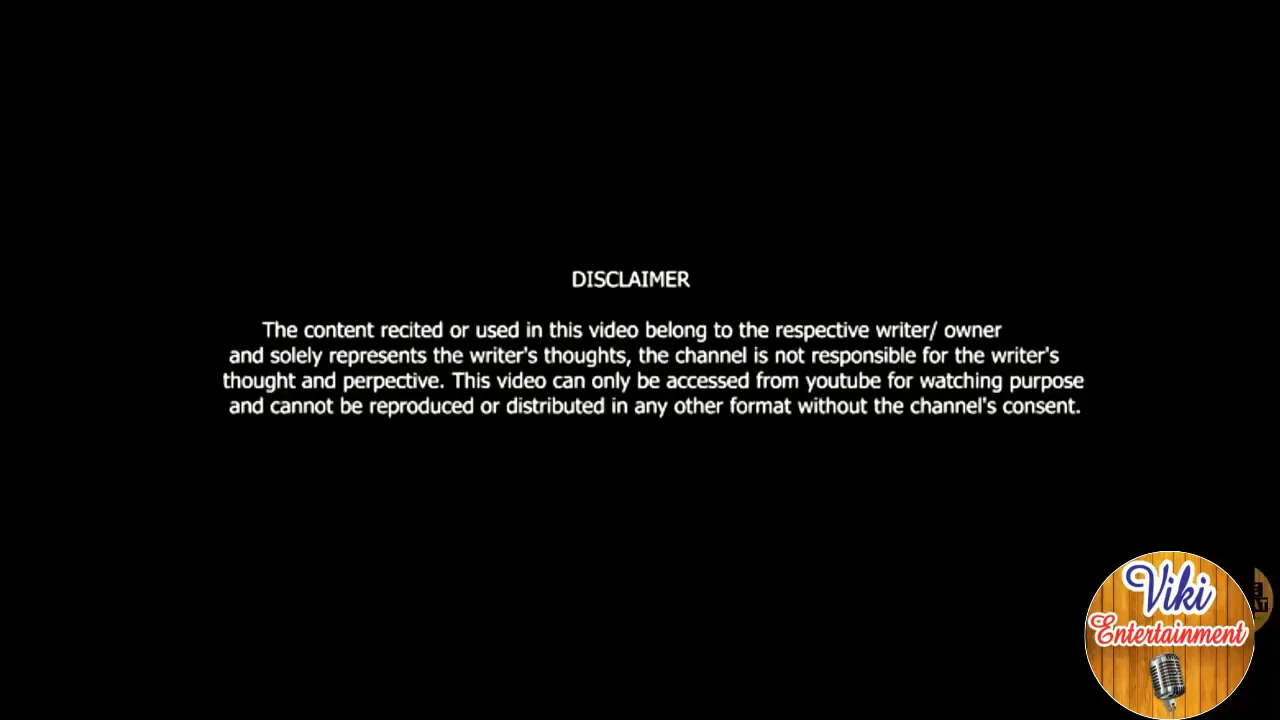 DISCLAIMER
The content recited or used in this video belong to the respective writer/ owner
and solely represents the writer's thoughts, the channel is not responsible for the writer's
thought and perpective. This video can only be accessed from youtube for watching purpose
and cannot be reproduced or distributed in any other format without the channel's consent.
Viki
Entertainment